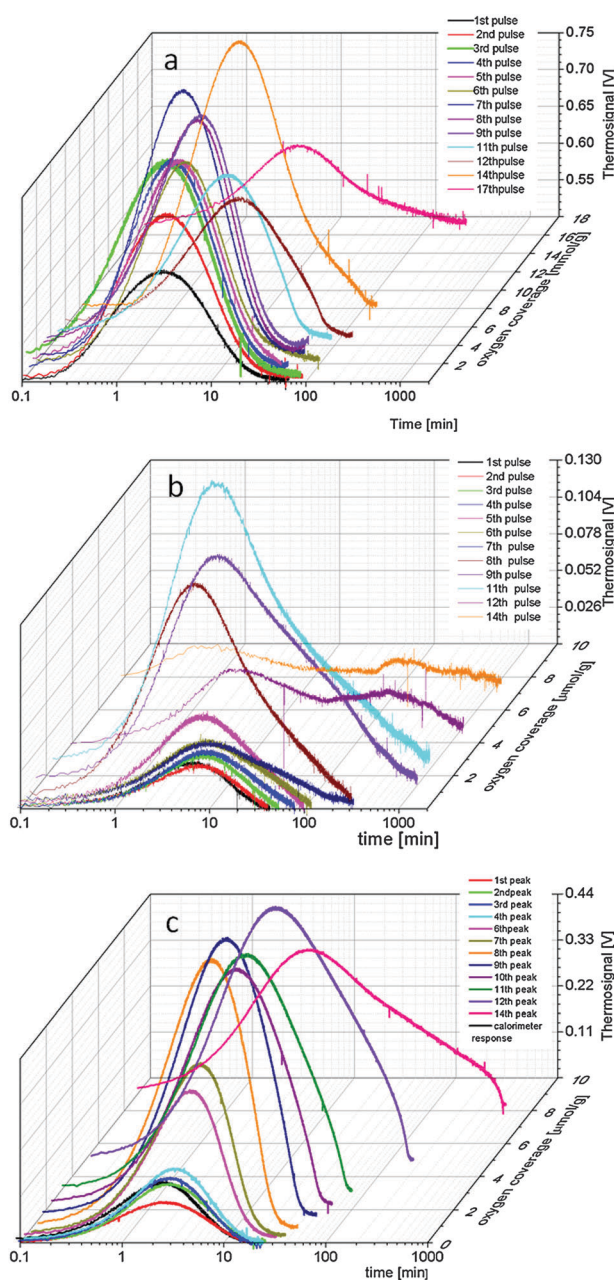 a
1st pulse
2nd pulse
3rd pulse
4th pulse
5th pulse
6th pulse
7th pulse
8th pulse
9th pulse
11th pulse
12thpulse
14thpulse
17thpulse
0.75
0.70
0.65
0.60
0.55
Thermosignal [V]
18
16
14
12
10
8
6
4
2
oxygen coverage [mmol/g]
0.1
1
10
100
1000
Time [min]
b
1st pulse
2nd pulse
3rd pulse
4th pulse
5th pulse
6th pulse
7th pulse
8th pulse
9th pulse
11th pulse
12th pulse
14th pulse
0.130
0.104
0.078
0.052
0.026
Thermosignal [V]
10
8
6
4
2
oxygen coverage [µmol/g]
0.1
1
10
100
1000
time [min]
c
1st peak
2ndpeak
3rd peak
4th peak
6thpeak
7th peak
8th peak
9th peak
10th peak
11th peak
12th peak
14th peak
calorimeter
response
0.44
0.33
0.22
0.11
Thermosignal [V]
10
8
6
4
2
0
oxygen coverage [µmol/g]
0.1
1
10
100
1000
time [min]